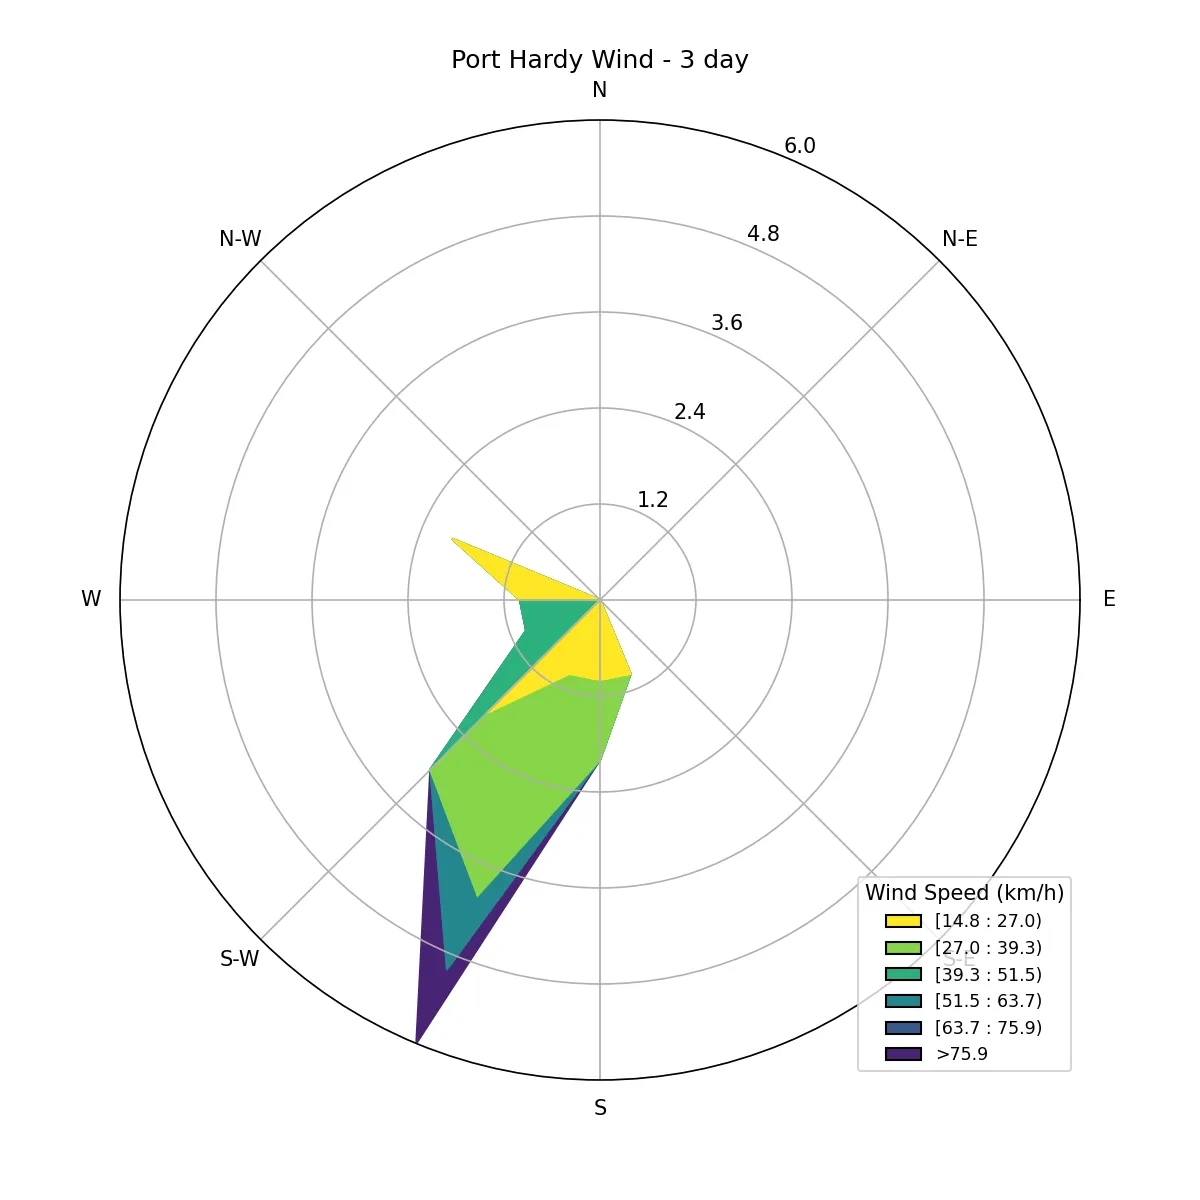 Port Hardy Wind - 3 day
N
6.0
N-W
N-E
4.8
3.6
2.4
1.2
W
E
Wind Speed (km/h)
[14.8 : 27.0)
[27.0 : 39.3)
S-W
S-E
[39.3 : 51.5)
[51.5 : 63.7)
[63.7 : 75.9)
>75.9
S